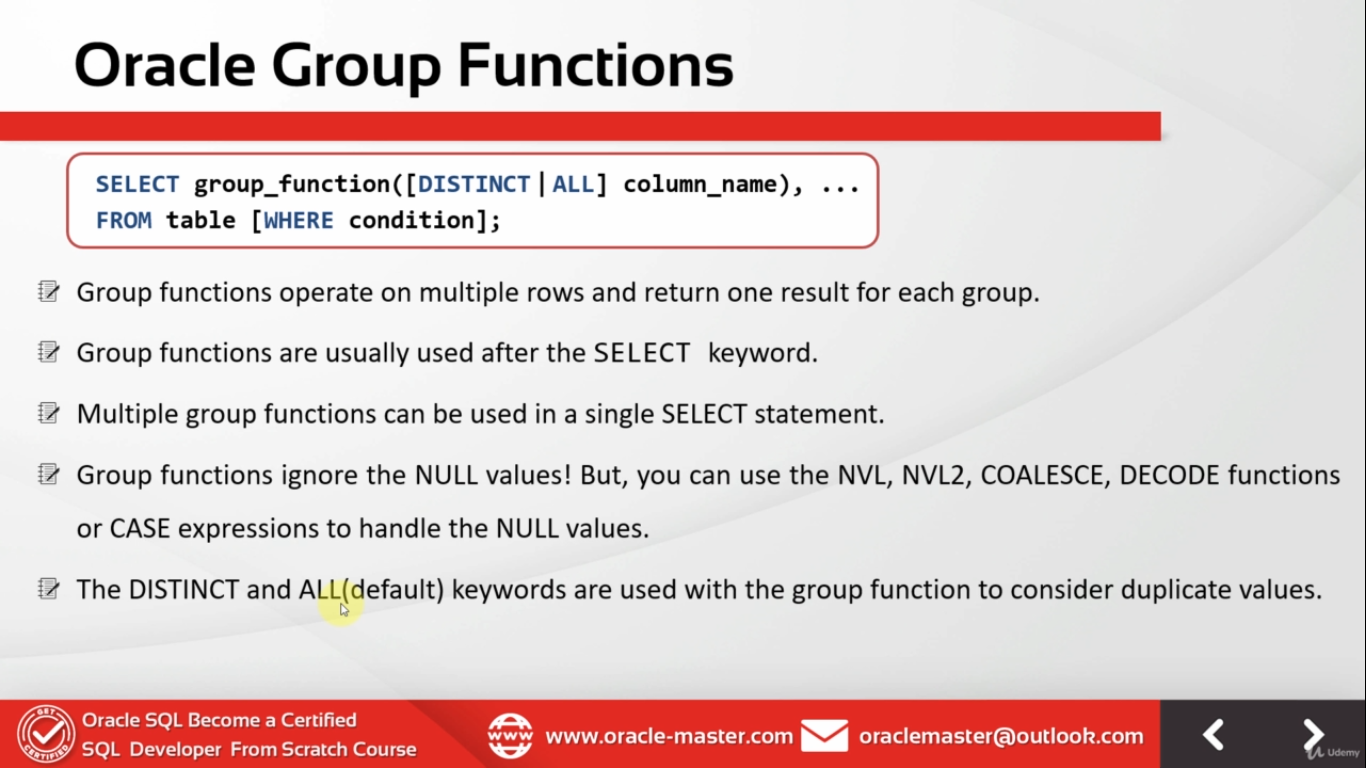 Oracle Group Functions
SELECT group_function([DISTINCT|ALL] column_name), ...
FROM table [WHERE condition];
Group functions operate on multiple rows and return one result for each group.
Group functions are usually used after the SELECT keyword.
Multiple group functions can be used in a single SELECT statement.
Group functions ignore the NULL values! But, you can use the NVL, NVL2, COALESCE, DECODE functions
or CASE expressions to handle the NULL values.
The DISTINCT and ALL(default) keywords are used with the group function to consider duplicate values.
GET
CERTIFIED
Oracle SQL Become a Certified
SQL Developer From Scratch Course
www
www.oracle-master.com
oraclemaster@outlook.com
Udemy